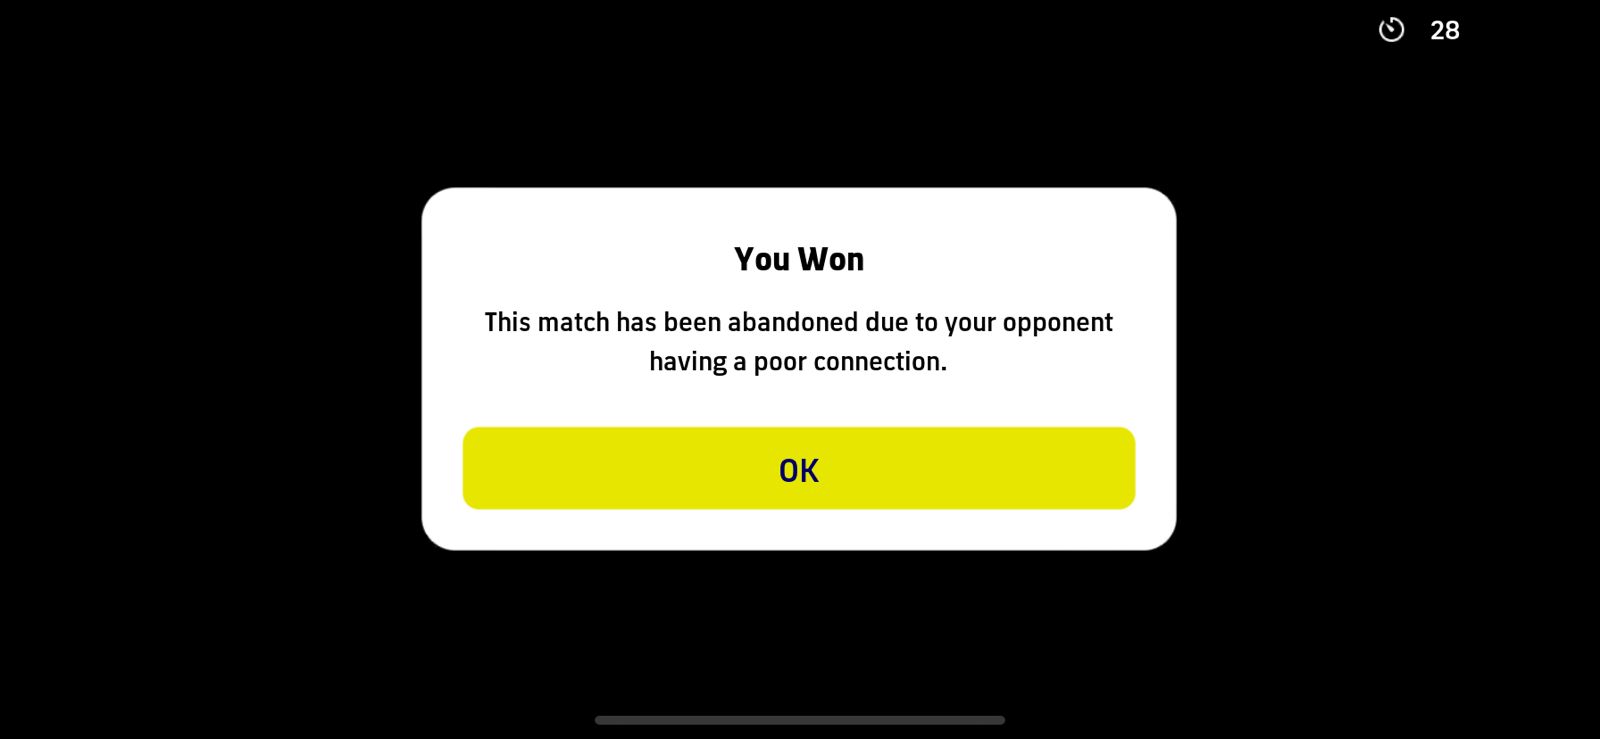 28
You Won
This match has been abandoned due to your opponent
having a poor connection.
OK